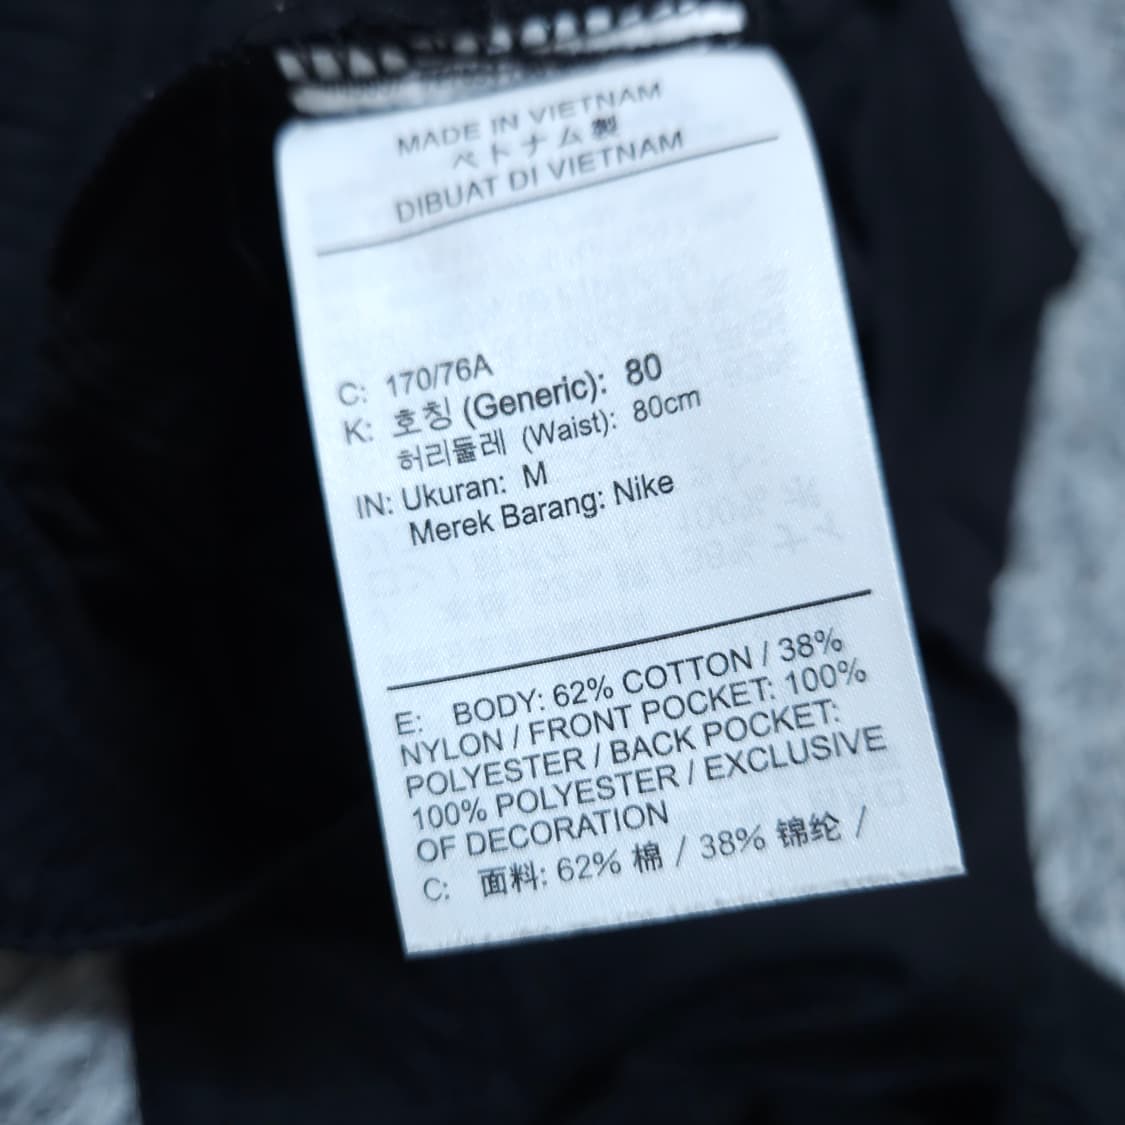 MADE IN VIETNAM
ベトナム製
DIBUAT DI VIETNAM
C: 170/76A
K: 호칭 (Generic): 80
허리둘레 (Waist): 80cm
IN: Ukuran: M
Merek Barang: Nike
E: BODY: 62% COTTON / 38%
NYLON / FRONT POCKET: 100%
POLYESTER / BACK POCKET:
100% POLYESTER / EXCLUSIVE
OF DECORATION
C: 面料: 62% 棉 / 38% 锦纶 /